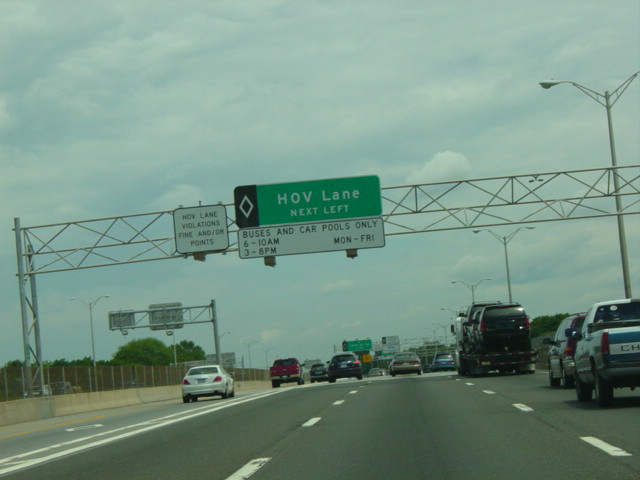 HOV LANE
VIOLATIONS
FINE AND/OR
POINTS
HOV Lane
NEXT LEFT
BUSES AND CAR POOLS ONLY
6-10AM MON-FRI
3-8PM
CH